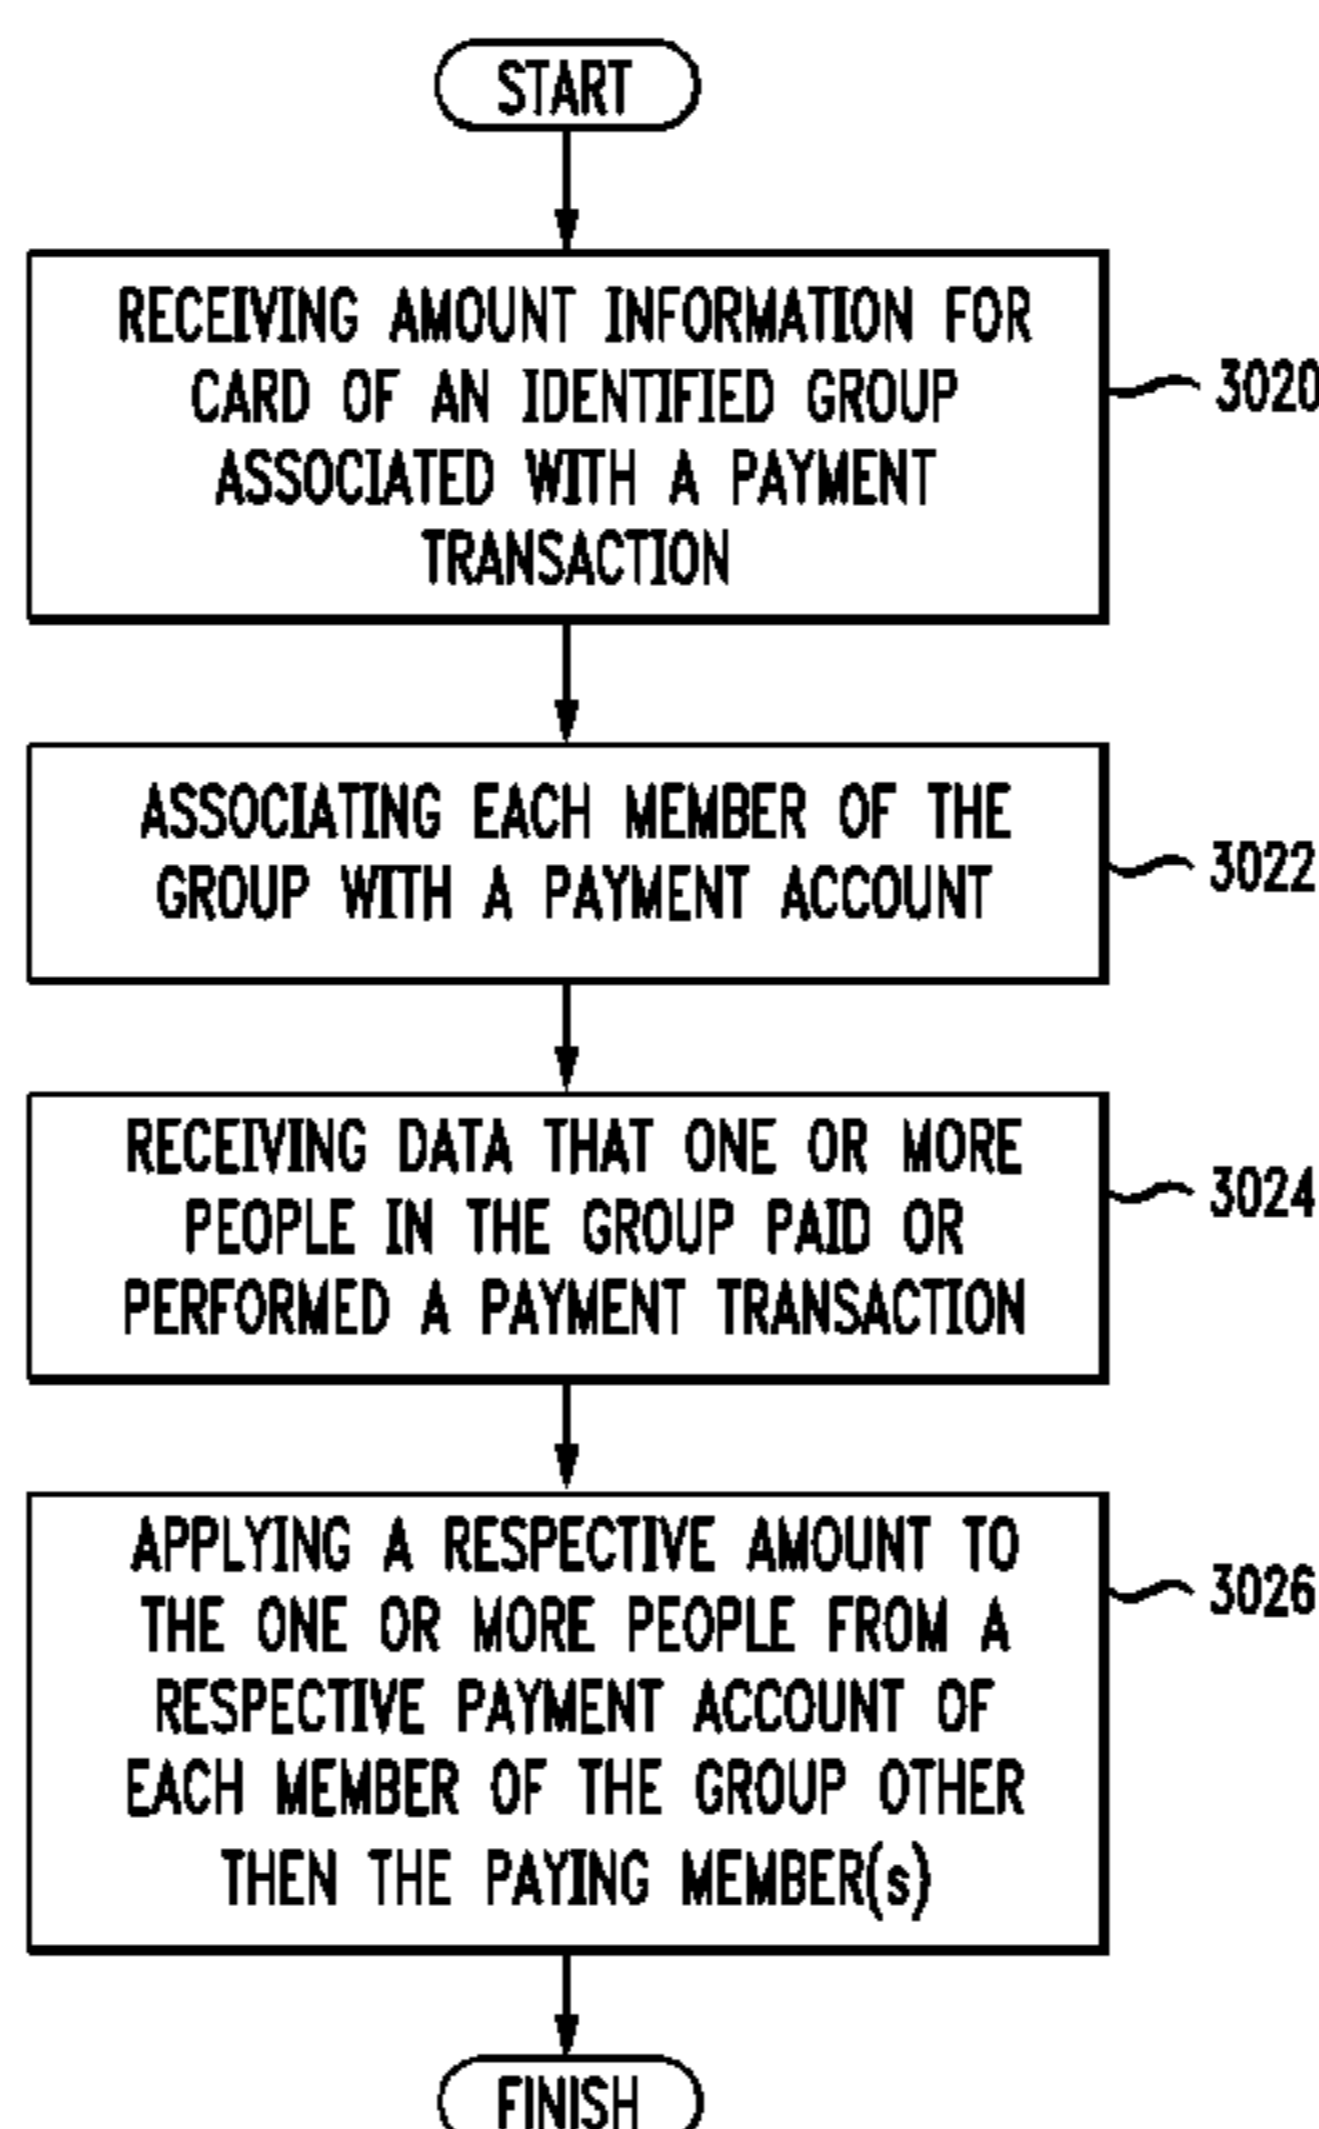 START
RECEIVING AMOUNT INFORMATION FOR
CARD OF AN IDENTIFIED GROUP
ASSOCIATED WITH A PAYMENT
TRANSACTION
3020
ASSOCIATING EACH MEMBER OF THE
GROUP WITH A PAYMENT ACCOUNT
3022
RECEIVING DATA THAT ONE OR MORE
PEOPLE IN THE GROUP PAID OR
PERFORMED A PAYMENT TRANSACTION
3024
APPLYING A RESPECTIVE AMOUNT TO
THE ONE OR MORE PEOPLE FROM A
RESPECTIVE PAYMENT ACCOUNT OF
EACH MEMBER OF THE GROUP OTHER
THEN THE PAYING MEMBER(s)
3026
FINISH